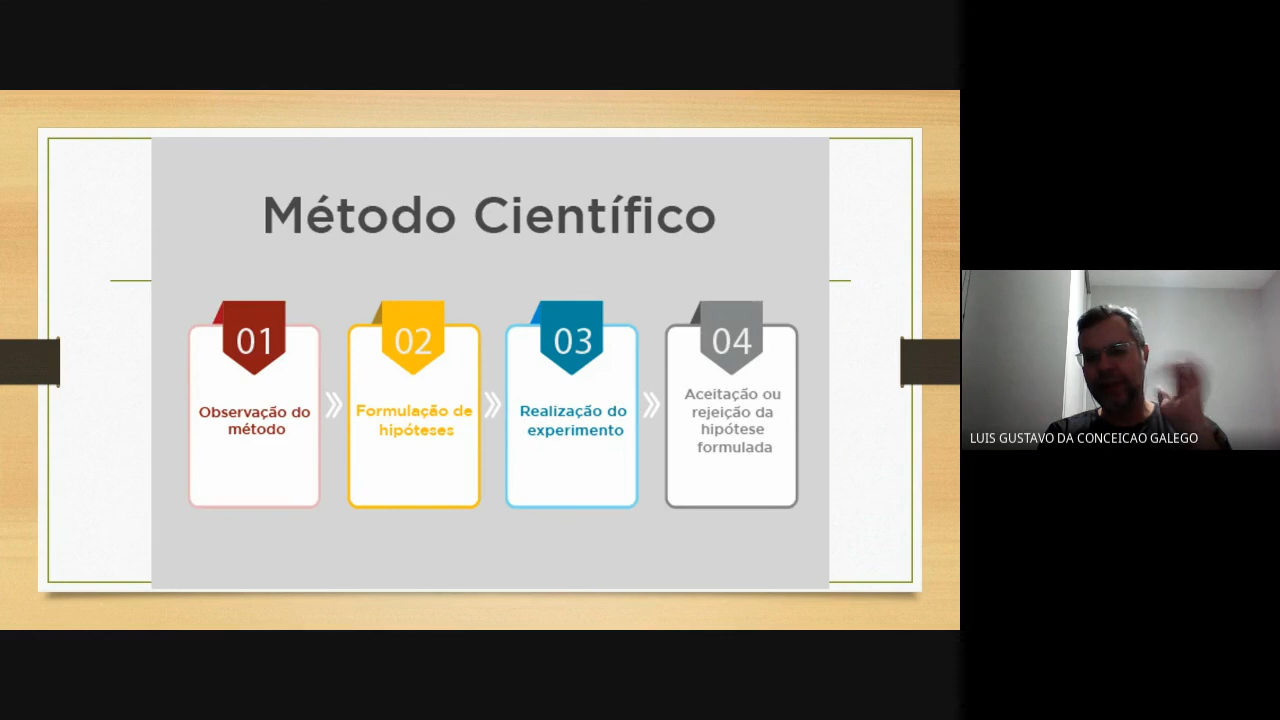 Método Científico
01
02
03
04
Observação do
método
Formulação de
hipóteses
Realização do
experimento
Aceitação ou
rejeição da
hipótese
formulada
LUIS GUSTAVO DA CONCEICAO GALEGO